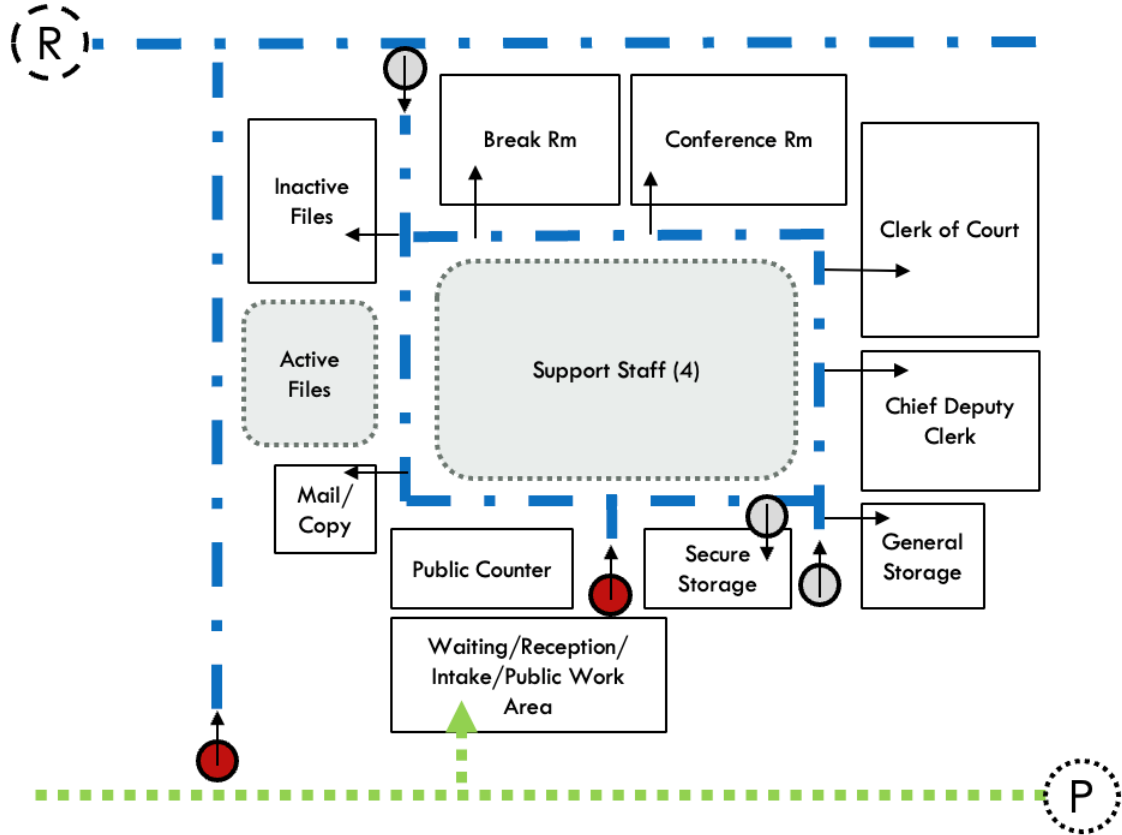 R
Break Rm
Conference Rm
Inactive
Files
Clerk of Court
Active
Files
Support Staff (4)
Chief Deputy
Clerk
Mail/
Copy
Public Counter
Secure
Storage
General
Storage
Waiting/Reception/
Intake/Public Work
Area
P